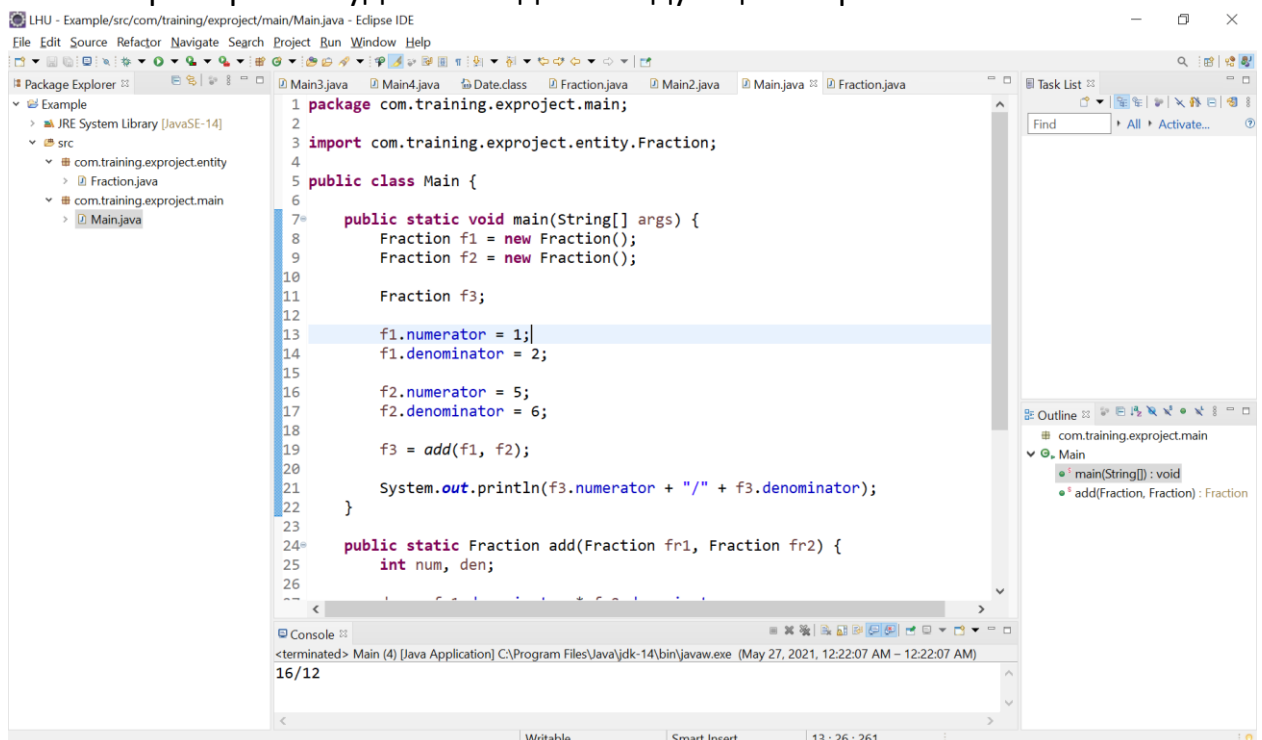 LHU - Example/src/com/training/exproject/main/Main.java - Eclipse IDE
File Edit Source Refactor Navigate Search Project Run Window Help
Package Explorer
Example
JRE System Library [JavaSE-14]
src
com.training.exproject.entity
Fraction.java
com.training.exproject.main
Main.java
Main3.java Main4.java Date.class Fraction.java Main2.java Main.java Fraction.java
1 package com.training.exproject.main;
2
3 import com.training.exproject.entity.Fraction;
4
5 public class Main {
6
7 public static void main(String[] args) {
8 Fraction f1 = new Fraction();
9 Fraction f2 = new Fraction();
10
11 Fraction f3;
12
13 f1.numerator = 1;
14 f1.denominator = 2;
15
16 f2.numerator = 5;
17 f2.denominator = 6;
18
19 f3 = add(f1, f2);
20
21 System.out.println(f3.numerator + "/" + f3.denominator);
22 }
23
24 public static Fraction add(Fraction fr1, Fraction fr2) {
25 int num, den;
26
Task List
Find All Activate...
Outline
com.training.exproject.main
Main
main(String[]) : void
add(Fraction, Fraction) : Fraction
Console
<terminated> Main (4) [Java Application] C:\Program Files\Java\jdk-14\bin\javaw.exe (May 27, 2021, 12:22:07 AM – 12:22:07 AM)
16/12
Writable Smart Insert 13 : 26 : 261